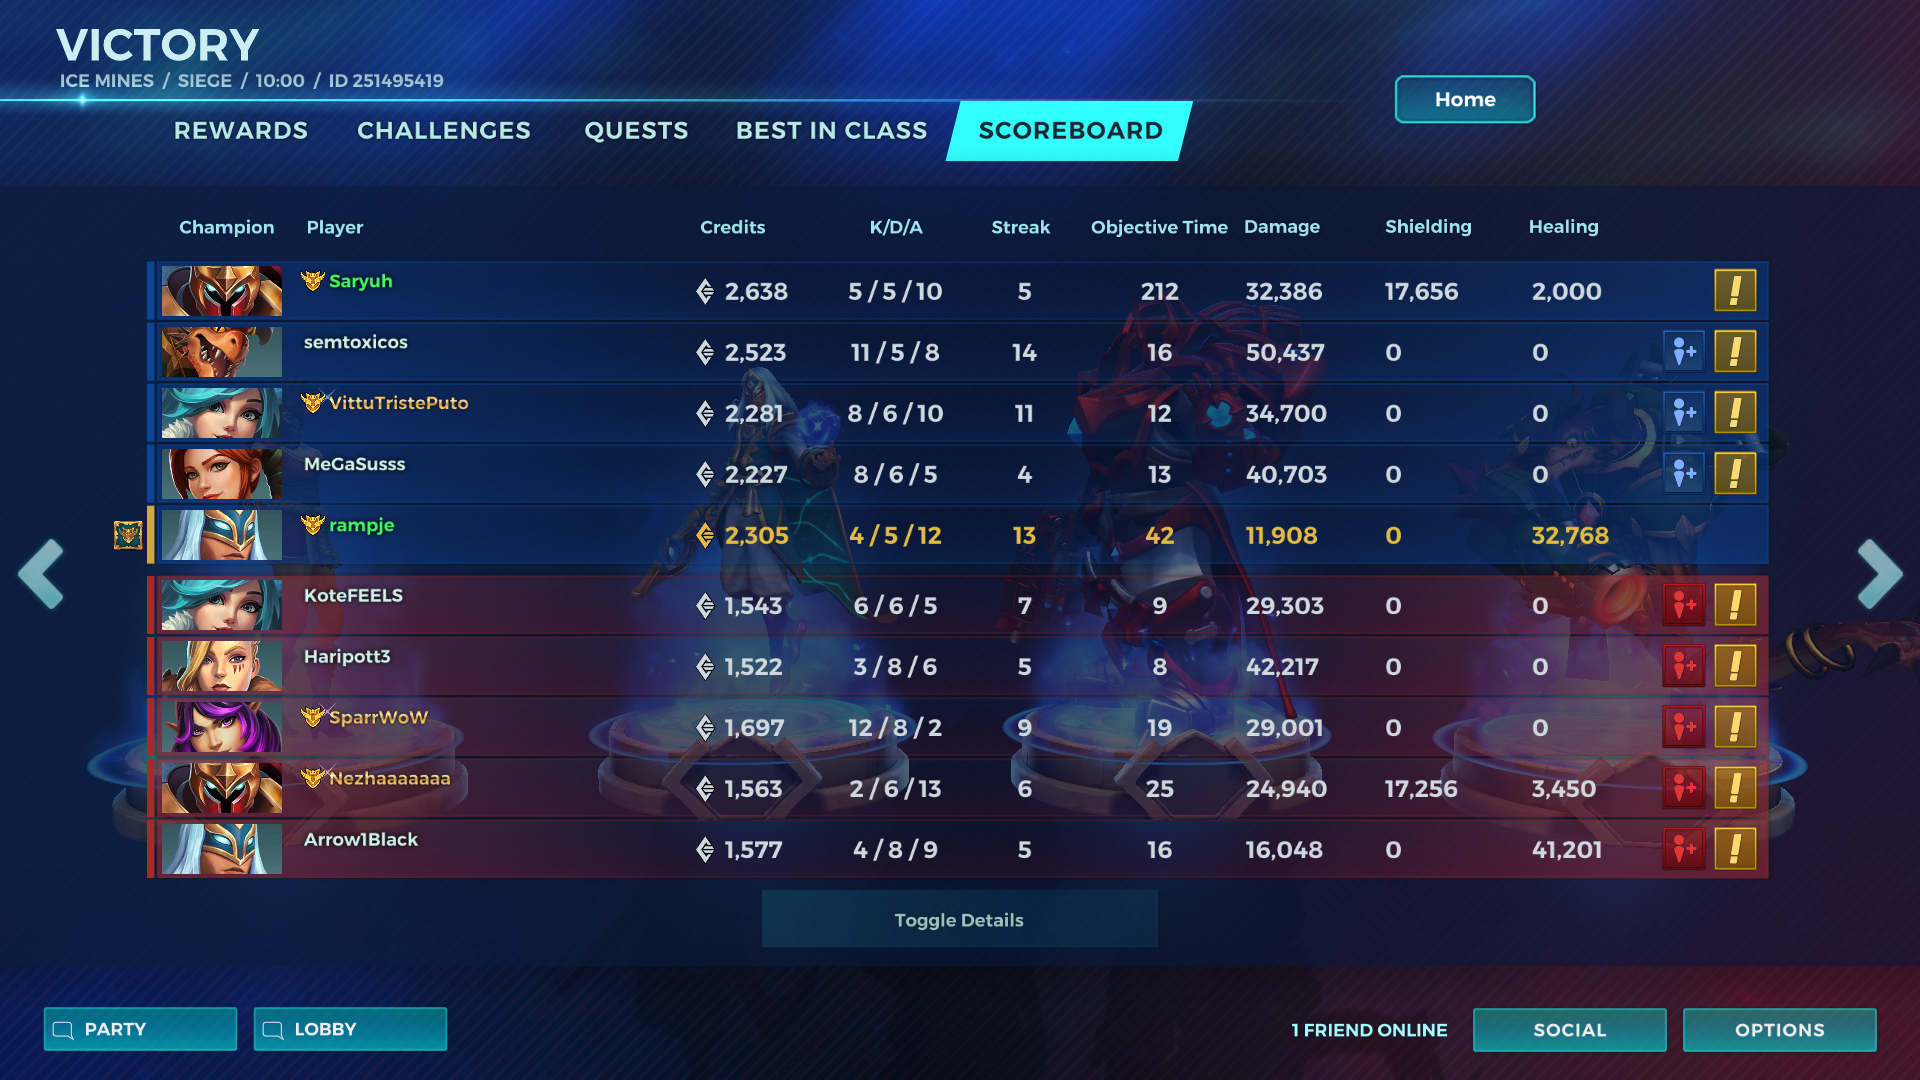 VICTORY
ICE MINES / SIEGE / 10:00 / ID 251495419
Home
REWARDS CHALLENGES QUESTS BEST IN CLASS SCOREBOARD
Champion Player Credits K/D/A Streak Objective Time Damage Shielding Healing
Saryuh 2,638 5 / 5 / 10 5 212 32,386 17,656 2,000
semtoxicos 2,523 11 / 5 / 8 14 16 50,437 0 0
VittuTristePuto 2,281 8 / 6 / 10 11 12 34,700 0 0
MeGaSusss 2,227 8 / 6 / 5 4 13 40,703 0 0
rampje 2,305 4 / 5 / 12 13 42 11,908 0 32,768
KoteFEELS 1,543 6 / 6 / 5 7 9 29,303 0 0
Haripott3 1,522 3 / 8 / 6 5 8 42,217 0 0
SparrWoW 1,697 12 / 8 / 2 9 19 29,001 0 0
Nezhaaaaaaa 1,563 2 / 6 / 13 6 25 24,940 17,256 3,450
Arrow1Black 1,577 4 / 8 / 9 5 16 16,048 0 41,201
Toggle Details
PARTY LOBBY 1 FRIEND ONLINE SOCIAL OPTIONS